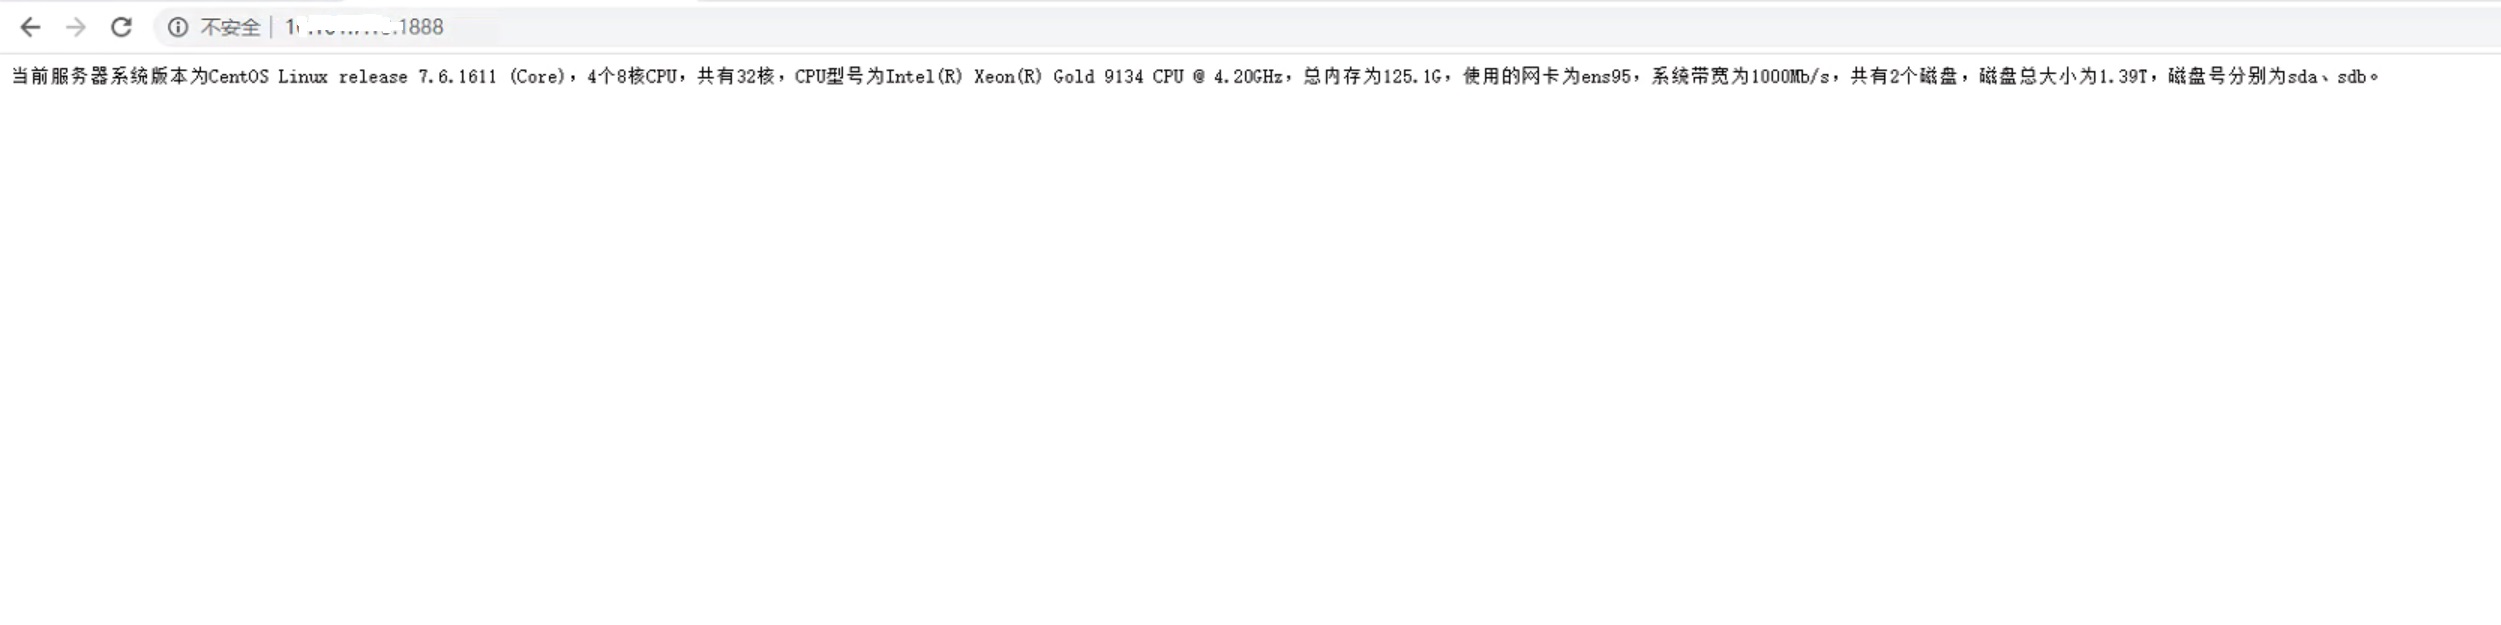 不安全
1888
当前服务器系统版本为CentOS Linux release 7.6.1611 (Core)，4个8核CPU，共有32核，CPU型号为Intel(R) Xeon(R) Gold 9134 CPU @ 4.20GHz，总内存为125.1G，使用的网卡为ens95，系统带宽为1000Mb/s，共有2个磁盘，磁盘总大小为1.39T，磁盘号分别为sda、sdb。